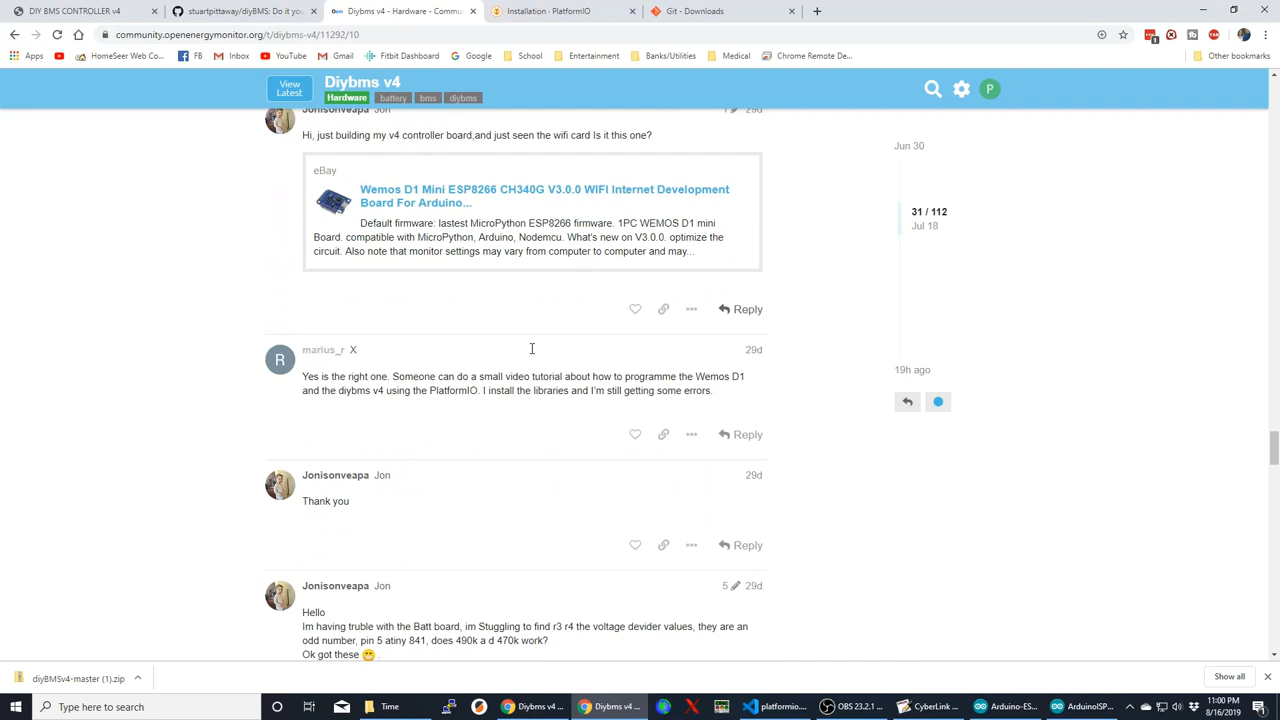 DIY BMS CONTROLLER v4
stuartpittaway/diyBMS: Do it you
Diybms v4 - Hardware - Commun
Installation - PlatformIO
Git - Downloads
community.openenergymonitor.org/t/diybms-v4/11292/10
Apps
HomeSeer Web Co...
FB
Inbox
YouTube
Gmail
Fitbit Dashboard
Google
School
Entertainment
Banks/Utilities
Medical
Chrome Remote De...
Other bookmarks
View
Latest
Diybms v4
Hardware battery bms diybms
P
Jonisonveapa Jon
1 29d
Hi, just building my v4 controller board,and just seen the wifi card Is it this one?
eBay
Wemos D1 Mini ESP8266 CH340G V3.0.0 WIFI Internet Development
Board For Arduino...
Default firmware: lastest MicroPython ESP8266 firmware. 1PC WEMOS D1 mini
Board. compatible with MicroPython, Arduino, Nodemcu. What's new on V3.0.0. optimize the
circuit. Also note that monitor settings may vary from computer to computer and may...
Reply
Jun 30
31 / 112
Jul 18
19h ago
R
marius_r X
29d
Yes is the right one. Someone can do a small video tutorial about how to programme the Wemos D1
and the diybms v4 using the PlatformIO. I install the libraries and I'm still getting some errors.
Reply
Jonisonveapa Jon
29d
Thank you
Reply
Jonisonveapa Jon
5 29d
Hello
Im having truble with the Batt board, im Stuggling to find r3 r4 the voltage devider values, they are an
odd number, pin 5 atiny 841, does 490k a d 470k work?
Ok got these 😁 .
diyBMSv4-master (1).zip
Show all
Type here to search
Time
Diybms v4 ...
Diybms v4 ...
platformio....
OBS 23.2.1 ...
CyberLink ...
Arduino-ES...
ArduinoISP...
11:00 PM
8/16/2019